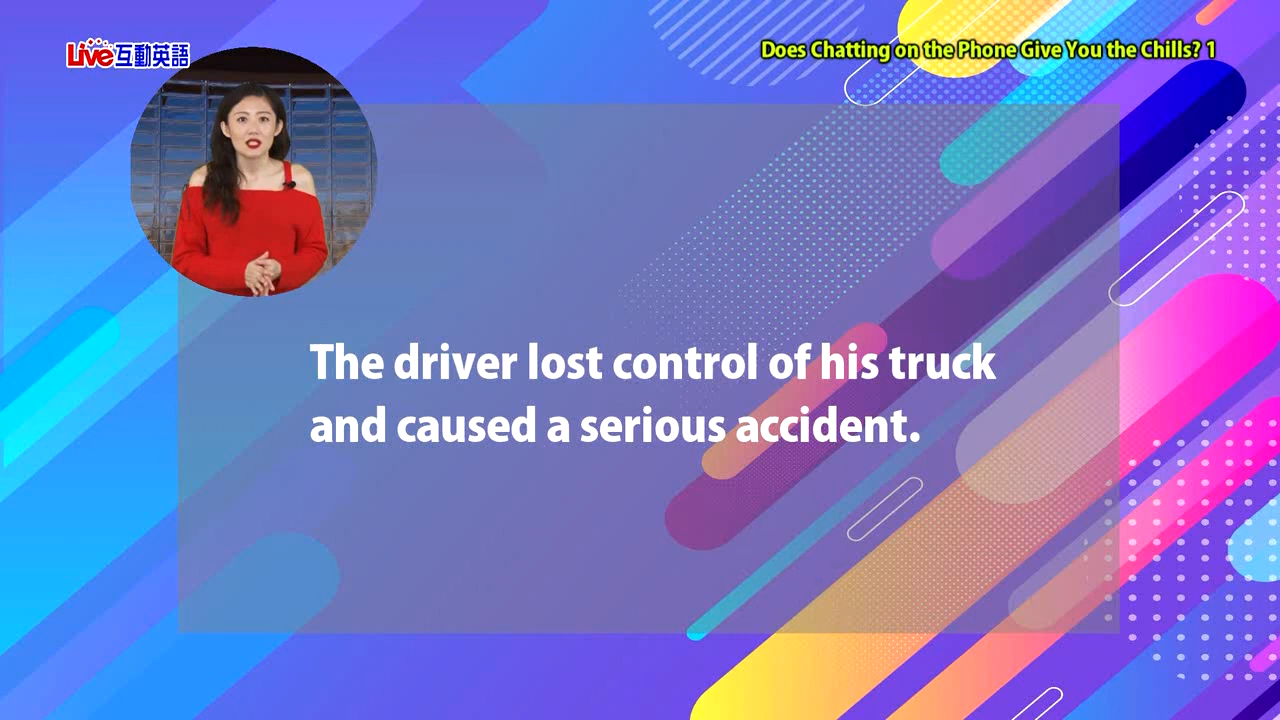 Live互動英語
Does Chatting on the Phone Give You the Chills? 1
The driver lost control of his truck
and caused a serious accident.